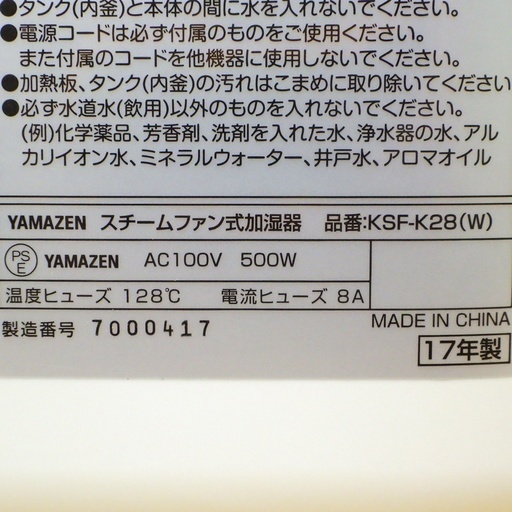 ●タンク(内釜)と本体の間に水を入れないでください。
●電源コードは必ず付属のものをご使用ください。
また付属のコードを他機器に使用しないでください。
●加熱板、タンク(内釜)の汚れはこまめに取り除いてください
●必ず水道水(飲用)以外のものを入れないでください。
(例)化学薬品、芳香剤、洗剤を入れた水、浄水器の水、アル
カリイオン水、ミネラルウォーター、井戸水、アロマオイル
YAMAZEN スチームファン式加湿器 品番:KSF-K28(W)
PSE YAMAZEN AC100V 500W
温度ヒューズ 128℃ 電流ヒューズ 8A
製造番号 7000417 MADE IN CHINA
17年製